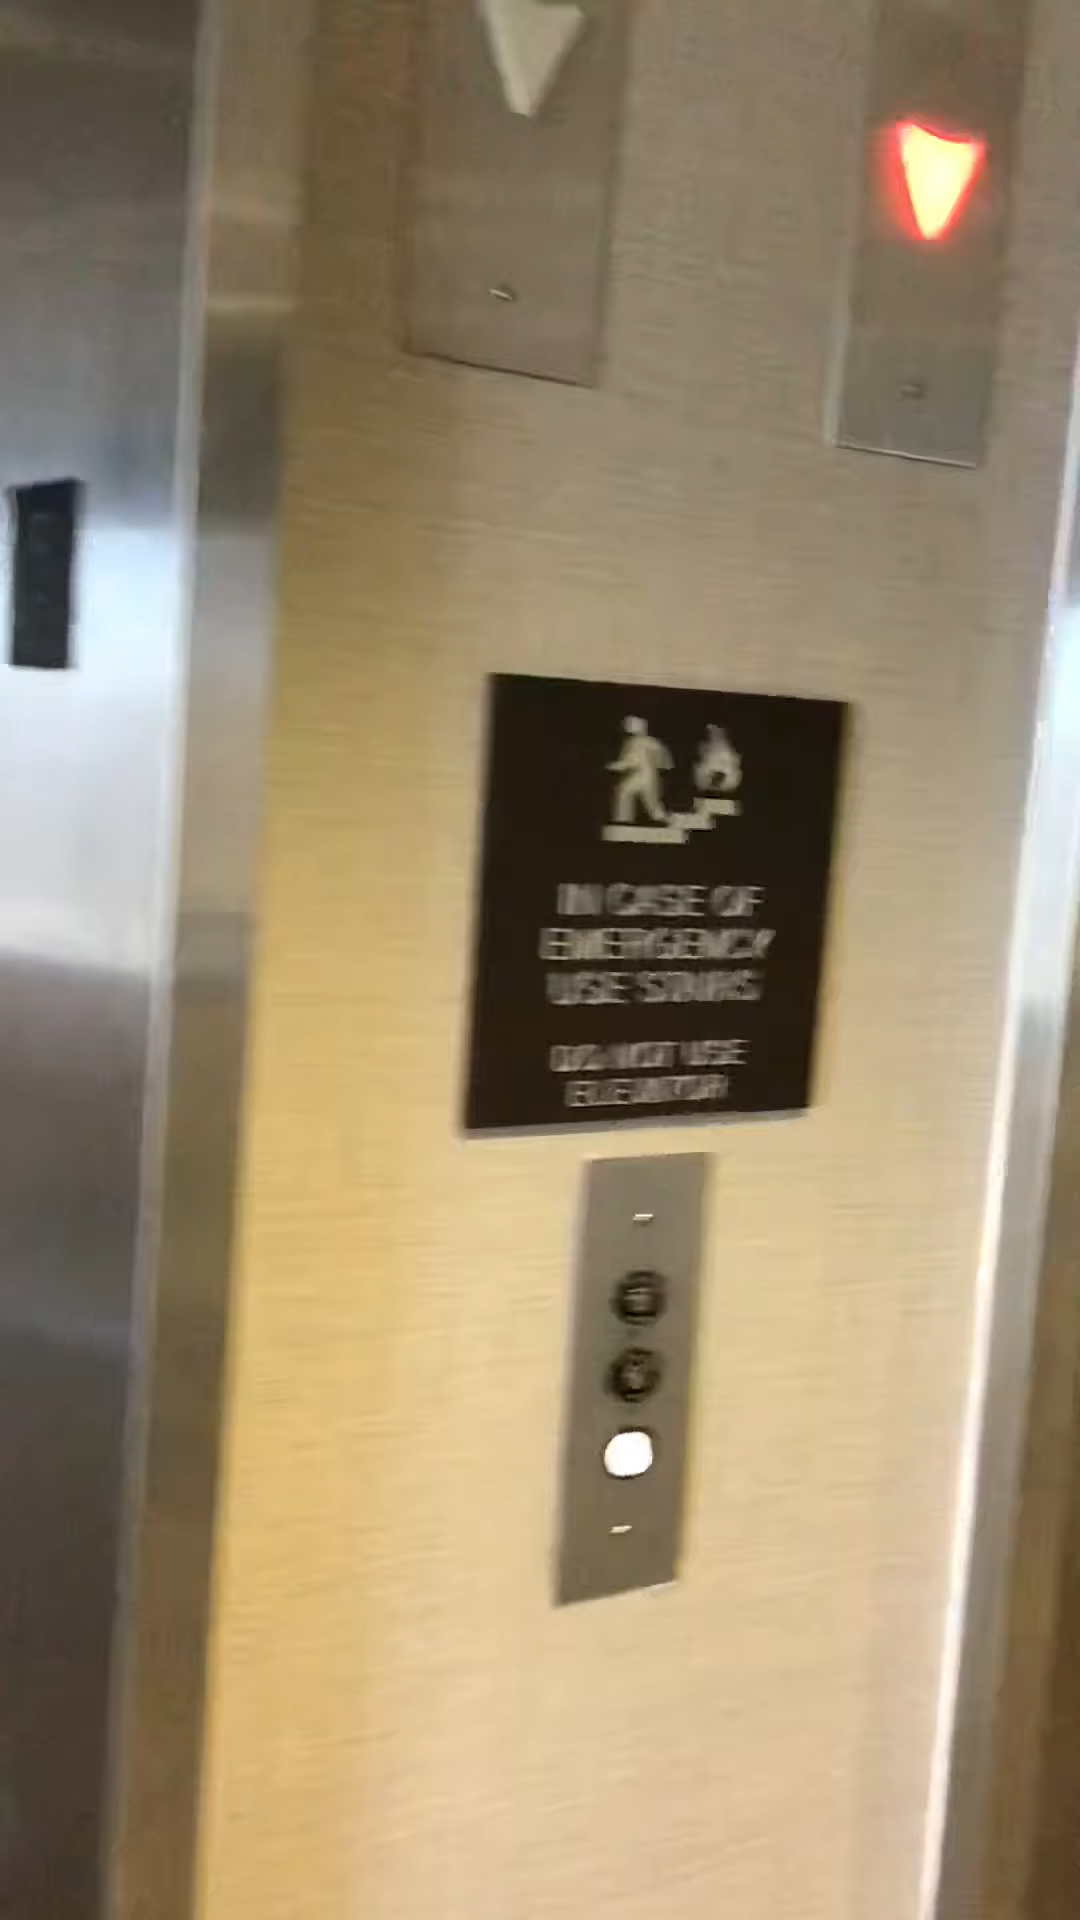 IN CASE OF
EMERGENCY
USE STAIRS
DO NOT USE
ELEVATOR